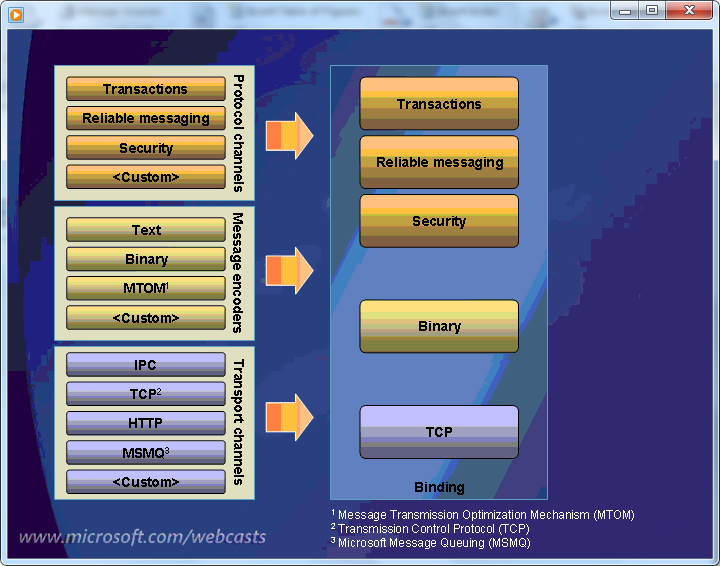 Protocol channels
Transactions
Reliable messaging
Security
<Custom>
Message encoders
Text
Binary
MTOM¹
<Custom>
Transport channels
IPC
TCP²
HTTP
MSMQ³
<Custom>
Transactions
Reliable messaging
Security
Binary
TCP
Binding
¹ Message Transmission Optimization Mechanism (MTOM)
² Transmission Control Protocol (TCP)
³ Microsoft Message Queuing (MSMQ)
www.microsoft.com/webcasts